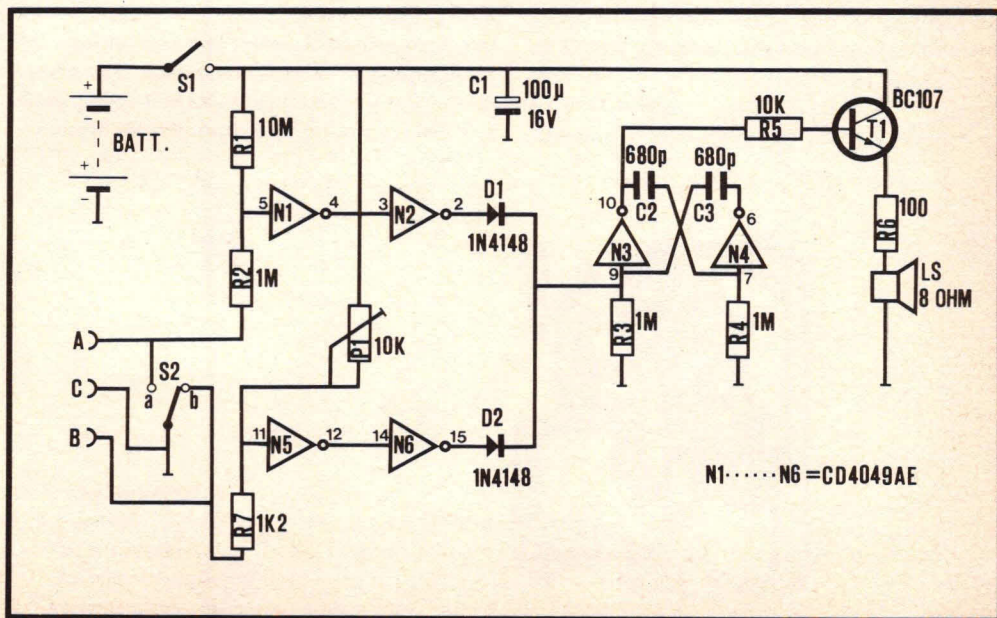 +
S1
-
BATT.
+
-
R1
10M
C1
100μ
16V
BC107
T1
10K
R5
680p
680p
C2
C3
5
N1
4
3
N2
2
D1
1N4148
10
N3
9
6
N4
7
R6
100
LS
8 OHM
R2
1M
R3
1M
R4
1M
A
S2
a
b
C
B
P1
10K
11
N5
12
14
N6
15
D2
1N4148
R7
1K2
N1······N6=CD4049AE